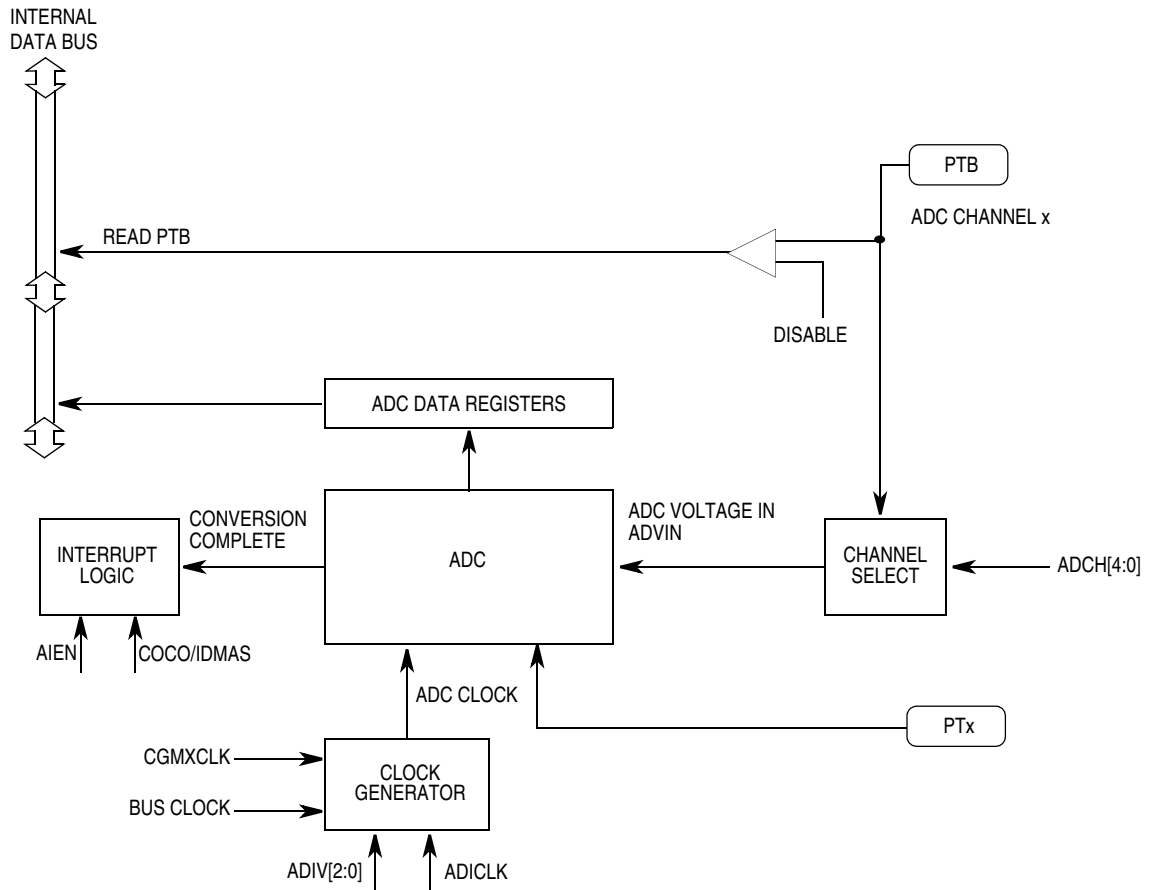 INTERNAL
DATA BUS
PTB
ADC CHANNEL x
READ PTB
DISABLE
ADC DATA REGISTERS
CONVERSION
COMPLETE
ADC VOLTAGE IN
ADVIN
INTERRUPT
LOGIC
ADC
CHANNEL
SELECT
ADCH[4:0]
AIEN
COCO/IDMAS
ADC CLOCK
PTx
CGMXCLK
CLOCK
GENERATOR
BUS CLOCK
ADIV[2:0]
ADICLK